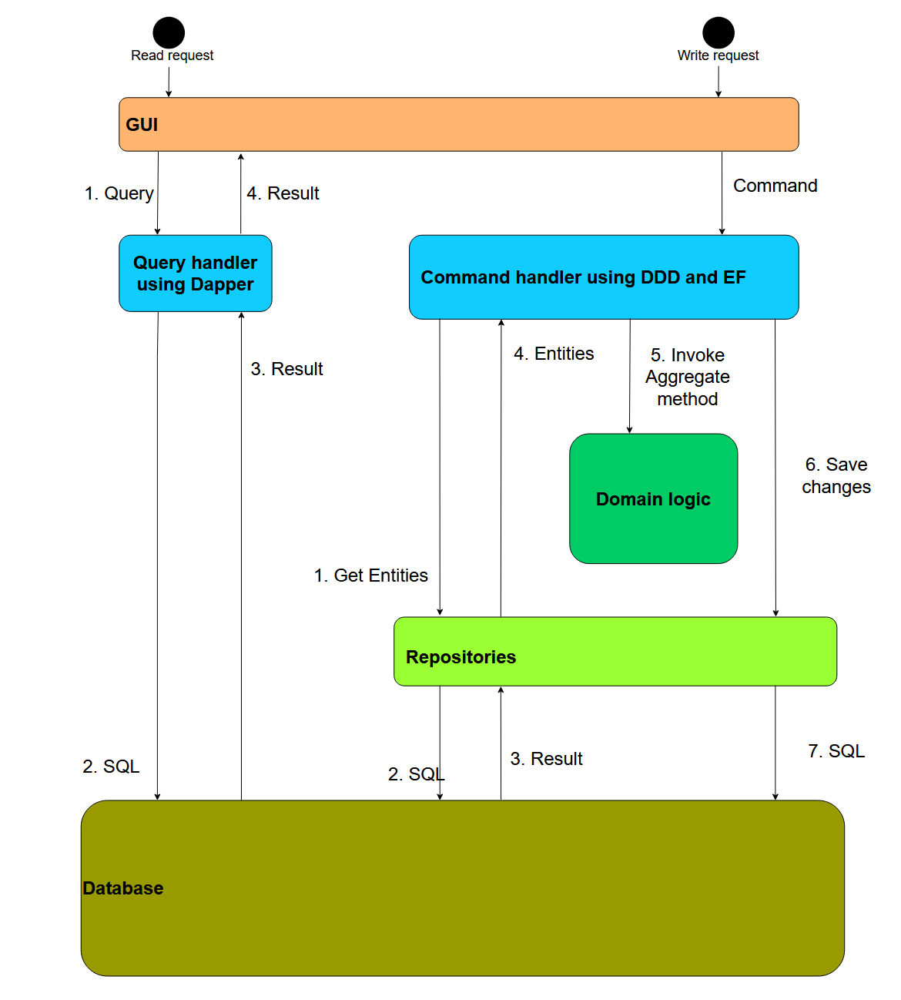 Read request
Write request
GUI
1. Query
4. Result
Command
Query handler
using Dapper
Command handler using DDD and EF
3. Result
4. Entities
5. Invoke
Aggregate
method
6. Save
changes
Domain logic
1. Get Entities
Repositories
2. SQL
2. SQL
3. Result
7. SQL
Database